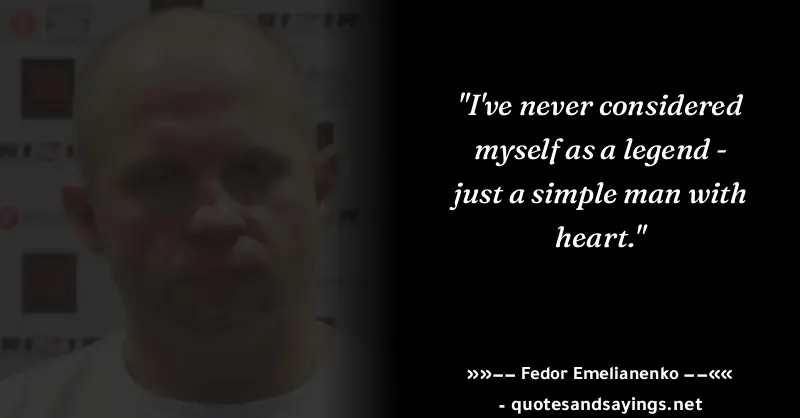 "I've never considered
myself as a legend -
just a simple man with
heart."
»»—— Fedor Emelianenko ——««
- quotesandsayings.net